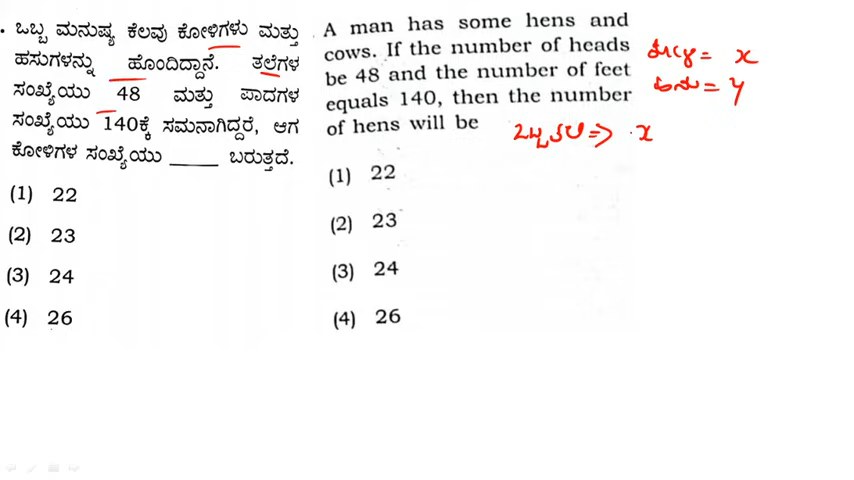 . ಒಬ್ಬ ಮನುಷ್ಯ ಕೆಲವು ಕೋಳಿಗಳು ಮತ್ತು
ಹಸುಗಳನ್ನು ಹೊಂದಿದ್ದಾನೆ. ತಲೆಗಳ
ಸಂಖ್ಯೆಯು 48 ಮತ್ತು ಪಾದಗಳ
ಸಂಖ್ಯೆಯು 140ಕ್ಕೆ ಸಮನಾಗಿದ್ದರೆ, ಆಗ
ಕೋಳಿಗಳ ಸಂಖ್ಯೆಯು ____ ಬರುತ್ತದೆ.
(1) 22
(2) 23
(3) 24
(4) 26
A man has some hens and
cows. If the number of heads
be 48 and the number of feet
equals 140, then the number
of hens will be
(1) 22
(2) 23
(3) 24
(4) 26
= x
ಹಸು = y
=> x